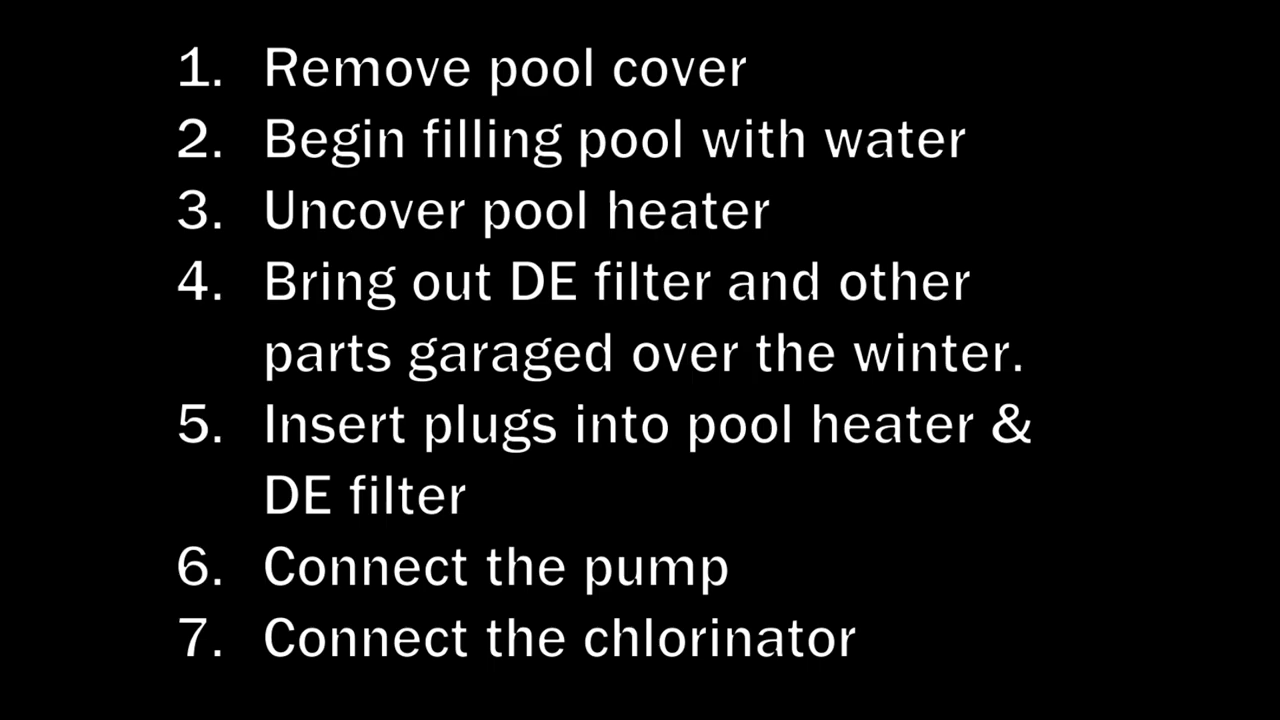 1. Remove pool cover
2. Begin filling pool with water
3. Uncover pool heater
4. Bring out DE filter and other
parts garaged over the winter.
5. Insert plugs into pool heater &
DE filter
6. Connect the pump
7. Connect the chlorinator